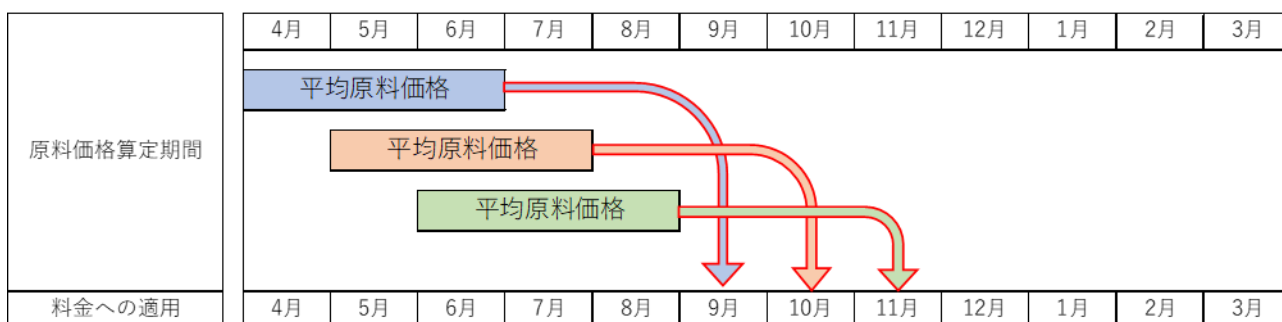 4月 5月 6月 7月 8月 9月 10月 11月 12月 1月 2月 3月
平均原料価格
平均原料価格
原料価格算定期間
平均原料価格
料金への適用 4月 5月 6月 7月 8月 9月 10月 11月 12月 1月 2月 3月